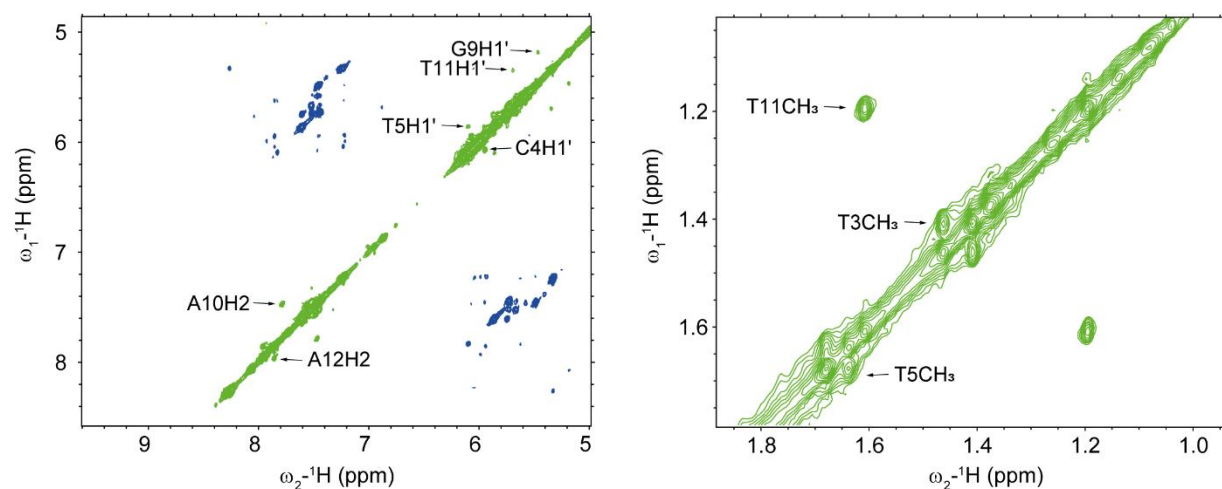 5
6
7
8
ω₁-¹H (ppm)
G9H1'
T11H1'
T5H1'
C4H1'
A10H2
A12H2
9 8 7 6 5
ω₂-¹H (ppm)
1.2
1.4
1.6
ω₁-¹H (ppm)
T11CH₃
T3CH₃
T5CH₃
1.8 1.6 1.4 1.2 1.0
ω₂-¹H (ppm)